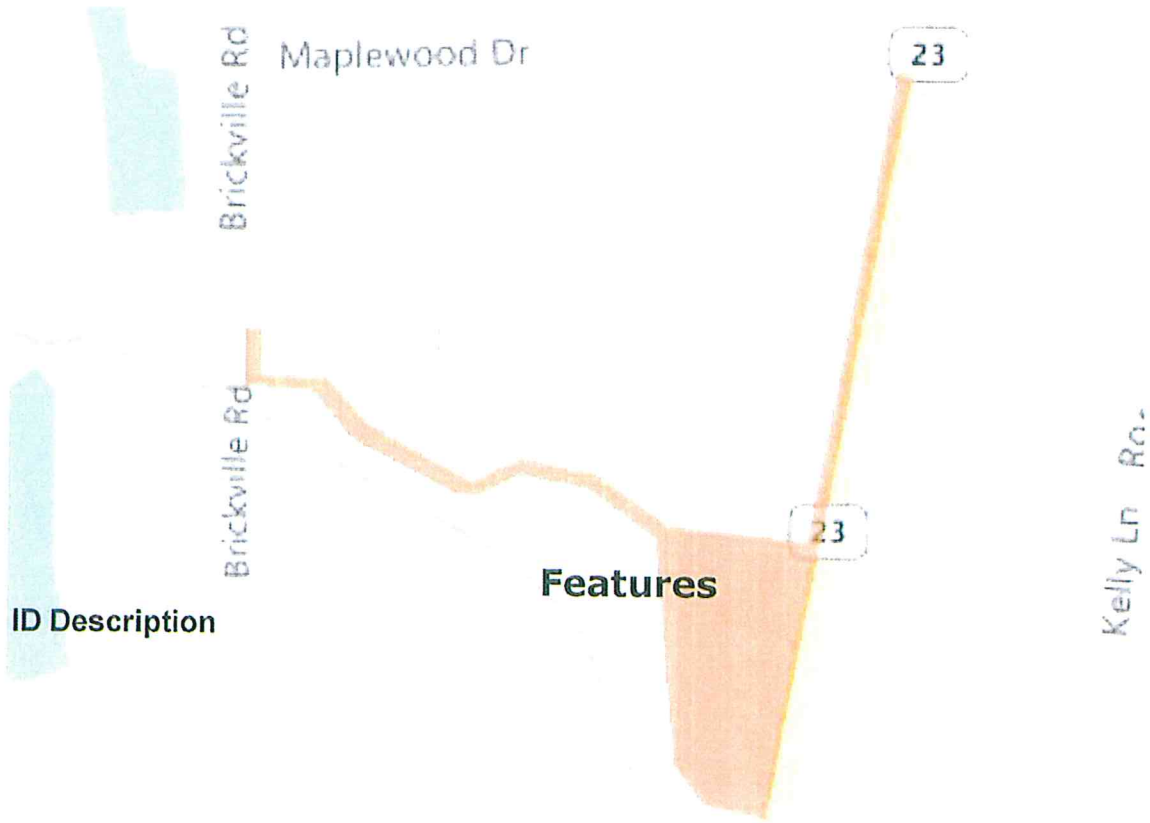 Maplewood Dr
23
Brickville Rd
Brickville Rd
23
Features
Kelly Ln
ID Description